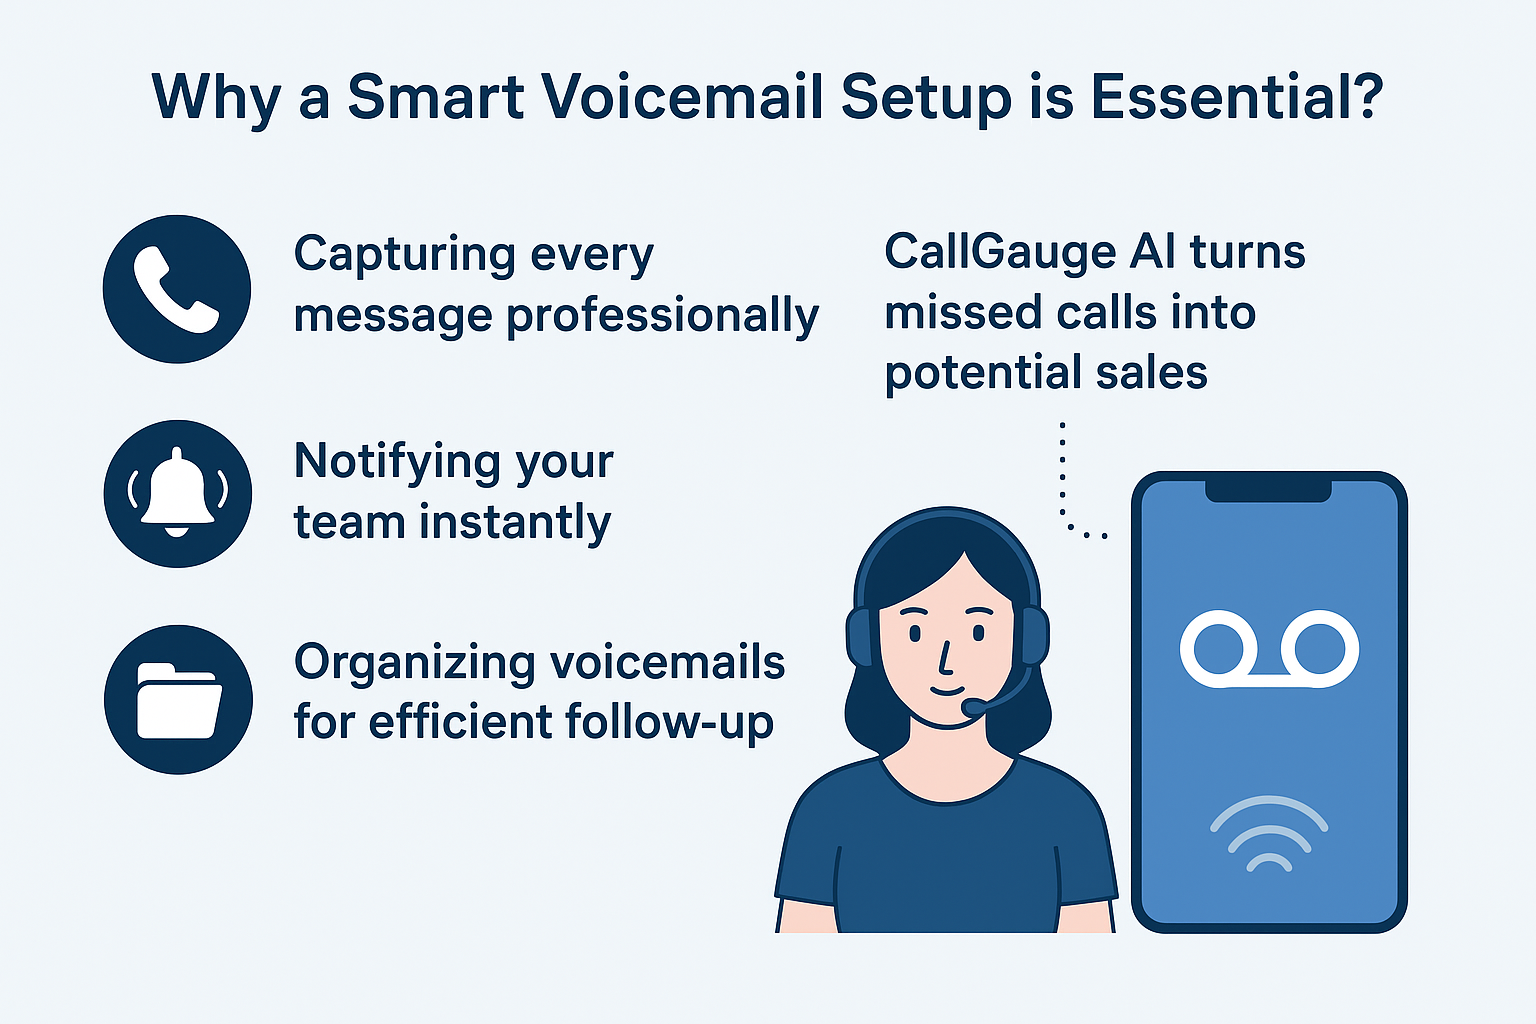 Why a Smart Voicemail Setup is Essential?
Capturing every
message professionally
Notifying your
team instantly
Organizing voicemails
for efficient follow-up
CallGauge AI turns
missed calls into
potential sales